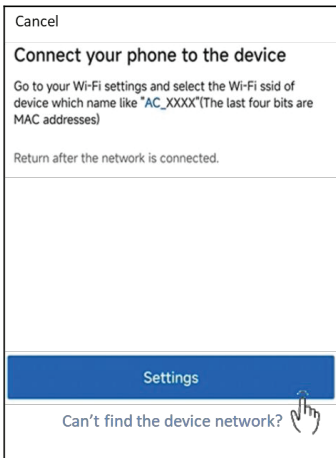 Cancel
Connect your phone to the device
Go to your Wi-Fi settings and select the Wi-Fi ssid of
device which name like "AC_XXXX"(The last four bits are
MAC addresses)
Return after the network is connected.
Settings
Can't find the device network?